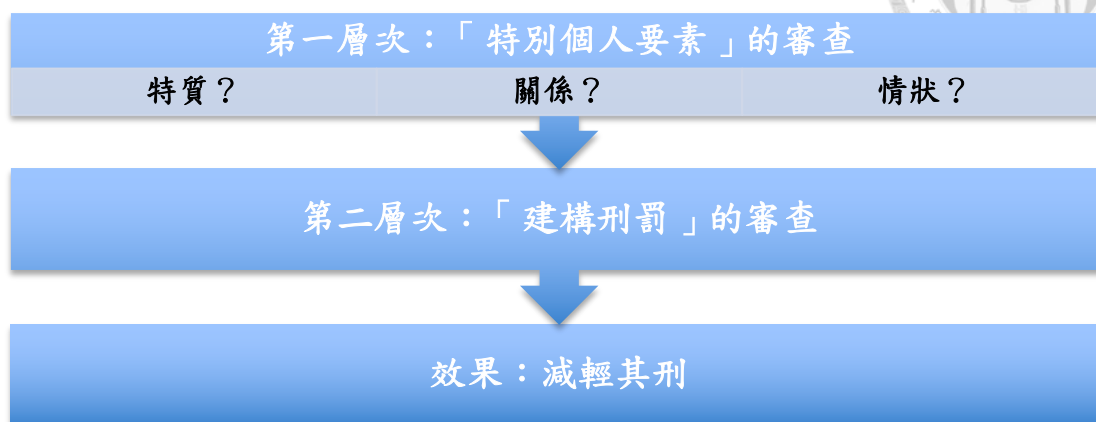 第一層次：「特別個人要素」的審查
特質？ 關係？ 情狀？
第二層次：「建構刑罰」的審查
效果：減輕其刑